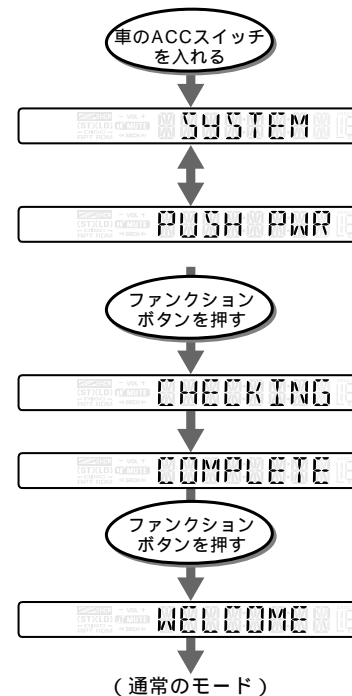 車のACCスイッチ
を入れる
SYSTEM
PUSH PWR
ファンクション
ボタンを押す
CHECKING
COMPLETE
ファンクション
ボタンを押す
WELCOME
(通常のモード)